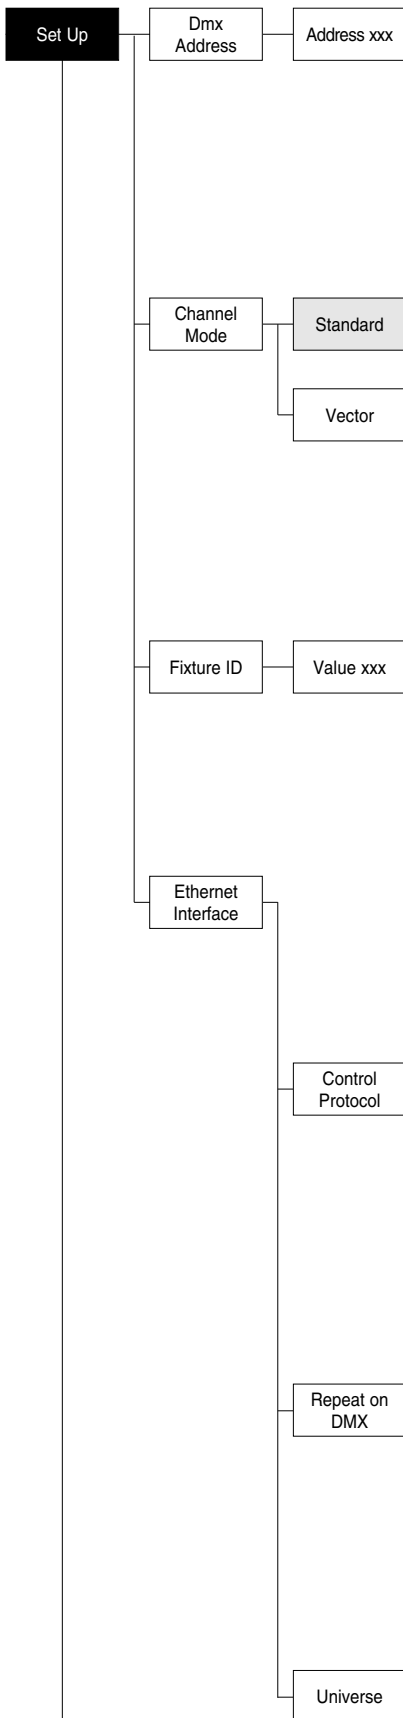 Set Up
Dmx
Address
Address xxx
Channel
Mode
Standard
Vector
Fixture ID
Value xxx
Ethernet
Interface
Control
Protocol
Repeat on
DMX
Universe